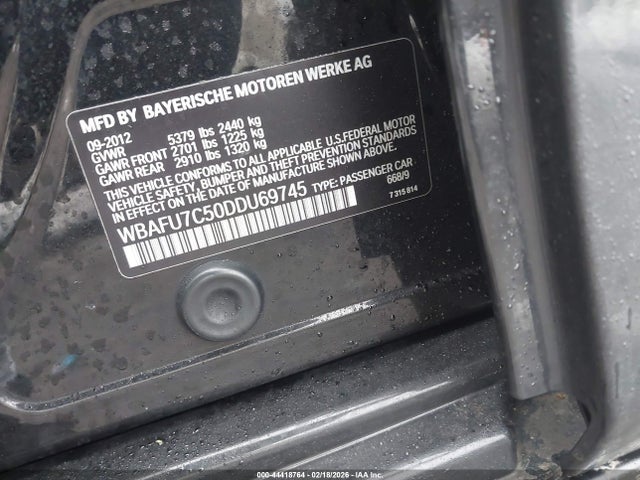 MFD BY BAYERISCHE MOTOREN WERKE AG
09-2012
GVWR 5379 lbs 2440 kg
GAWR FRONT 2701 lbs 1225 kg
GAWR REAR 2910 lbs 1320 kg
THIS VEHICLE CONFORMS TO ALL APPLICABLE U.S. FEDERAL MOTOR
VEHICLE SAFETY, BUMPER AND THEFT PREVENTION STANDARDS
IN EFFECT ON THE DATE OF MANUFACTURE SHOWN ABOVE.
WBAFU7C50DDU69745 TYPE: PASSENGER CAR
668/9
7 315 814
000-44418764 - 02/18/2026 - IAA Inc.